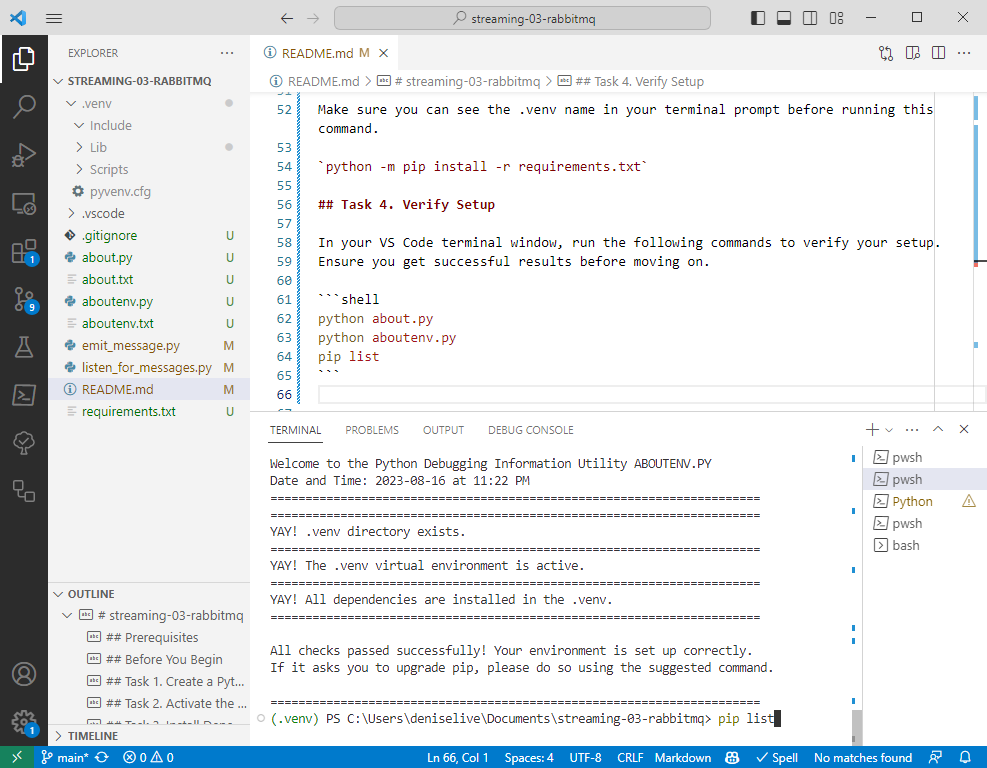 streaming-03-rabbitmq
EXPLORER
STREAMING-03-RABBITMQ
.venv
Include
Lib
Scripts
pyvenv.cfg
.vscode
.gitignore U
about.py U
about.txt U
aboutenv.py U
aboutenv.txt U
emit_message.py M
listen_for_messages.py M
README.md M
requirements.txt U
OUTLINE
# streaming-03-rabbitmq
## Prerequisites
## Before You Begin
## Task 1. Create a Pyt...
## Task 2. Activate the ...
TIMELINE
1
9
1
README.md M
README.md > # streaming-03-rabbitmq > ## Task 4. Verify Setup
52 Make sure you can see the .venv name in your terminal prompt before running this
command.
53
54 `python -m pip install -r requirements.txt`
55
56 ## Task 4. Verify Setup
57
58 In your VS Code terminal window, run the following commands to verify your setup.
59 Ensure you get successful results before moving on.
60
61 ```shell
62 python about.py
63 python aboutenv.py
64 pip list
65 ```
66
TERMINAL PROBLEMS OUTPUT DEBUG CONSOLE
Welcome to the Python Debugging Information Utility ABOUTENV.PY
Date and Time: 2023-08-16 at 11:22 PM
======================================================================
======================================================================
YAY! .venv directory exists.
======================================================================
YAY! The .venv virtual environment is active.
======================================================================
YAY! All dependencies are installed in the .venv.
======================================================================
All checks passed successfully! Your environment is set up correctly.
If it asks you to upgrade pip, please do so using the suggested command.
======================================================================
(.venv) PS C:\Users\deniselive\Documents\streaming-03-rabbitmq> pip list
pwsh
pwsh
Python
pwsh
bash
main* 0 0 Ln 66, Col 1 Spaces: 4 UTF-8 CRLF Markdown Spell No matches found